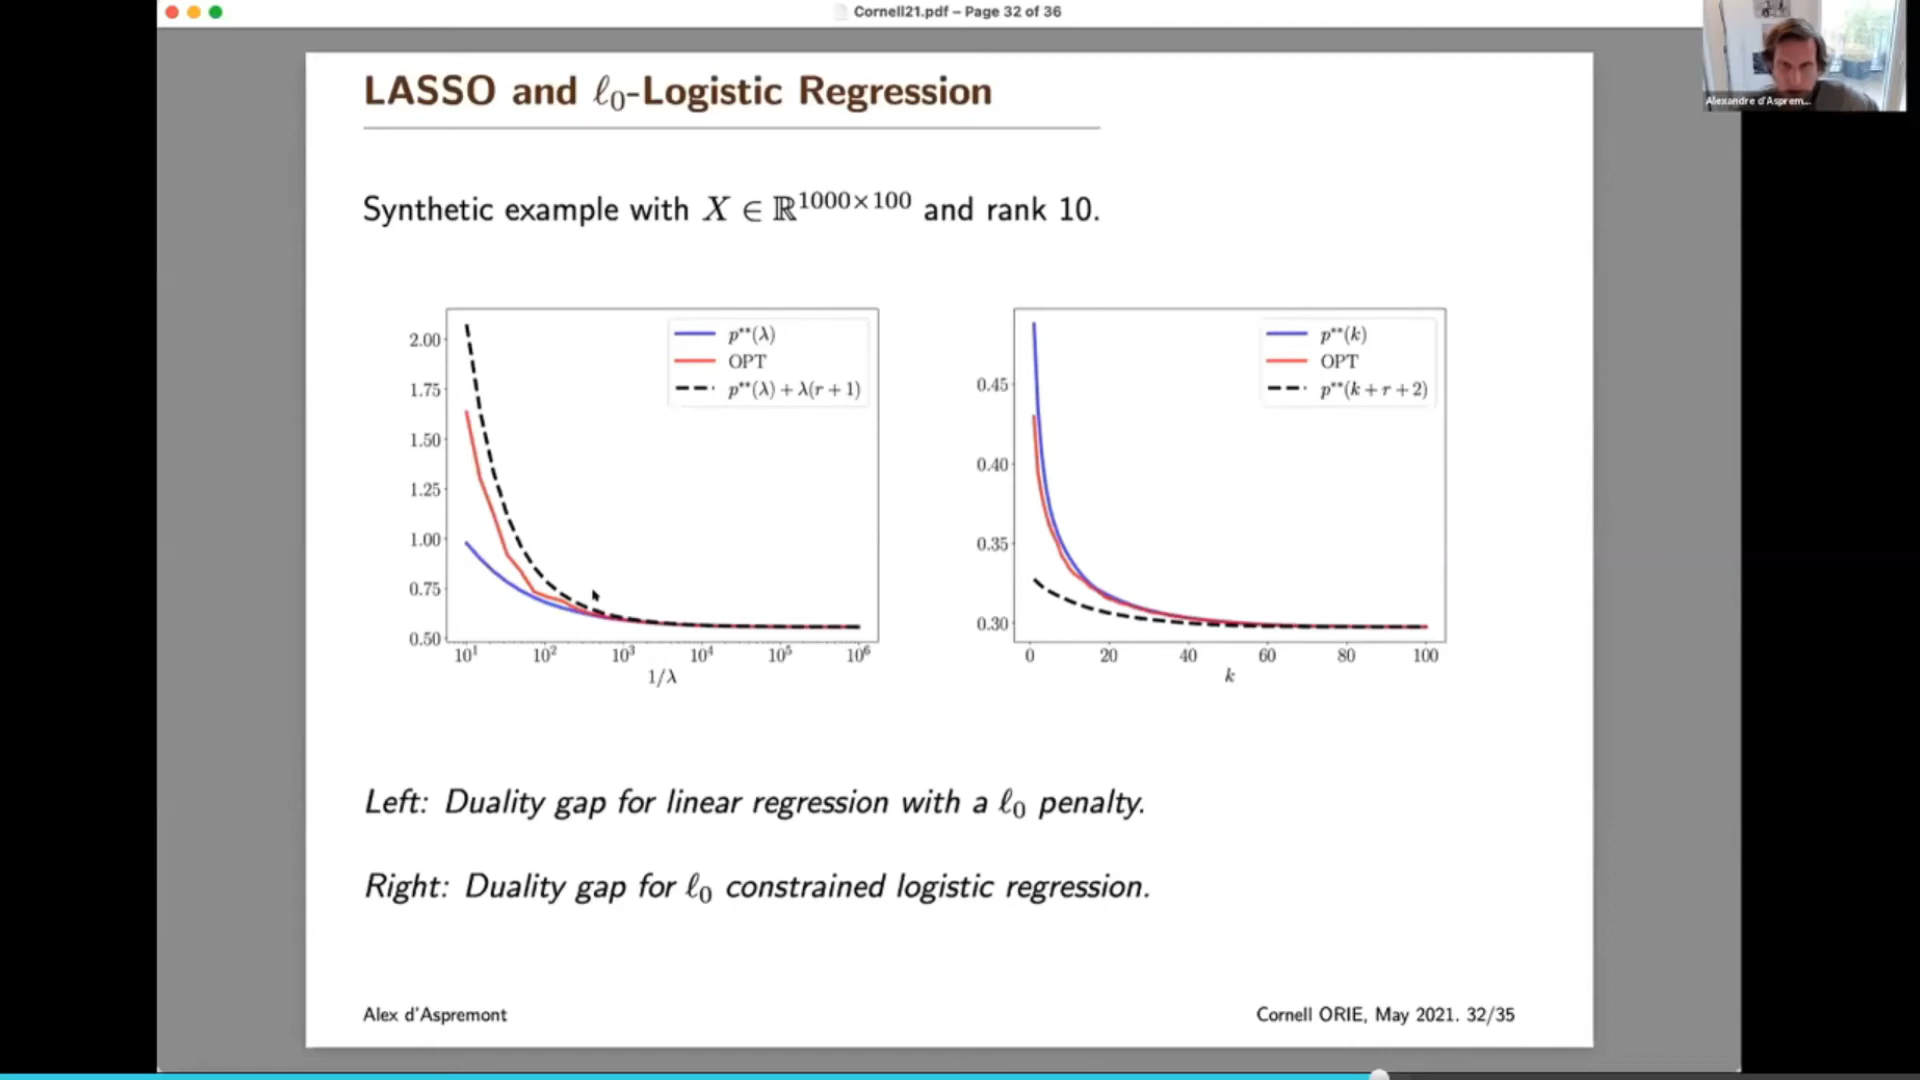 Cornell21.pdf – Page 32 of 36
Alexandre d'Asprem...
LASSO and ℓ₀-Logistic Regression
Synthetic example with X ∈ ℝ^{1000×100} and rank 10.
2.00
1.75
1.50
1.25
1.00
0.75
0.50
10¹ 10² 10³ 10⁴ 10⁵ 10⁶
1/λ
p**(λ)
OPT
p**(λ) + λ(r + 1)
0.45
0.40
0.35
0.30
0 20 40 60 80 100
k
p**(k)
OPT
p**(k + r + 2)
Left: Duality gap for linear regression with a ℓ₀ penalty.
Right: Duality gap for ℓ₀ constrained logistic regression.
Alex d'Aspremont
Cornell ORIE, May 2021. 32/35